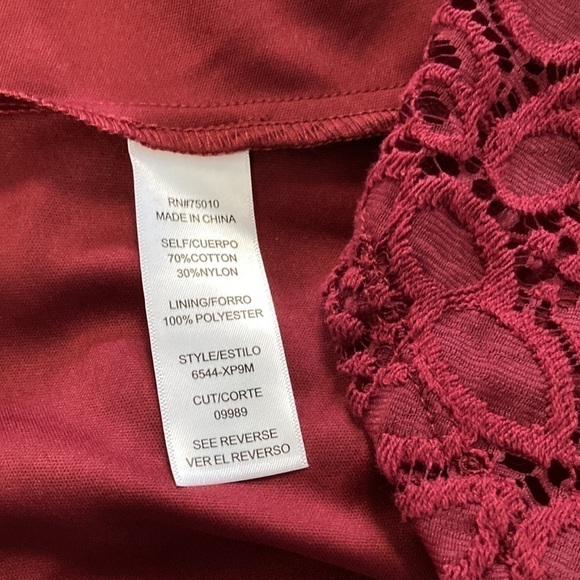 RN#75010
MADE IN CHINA
SELF/CUERPO
70%COTTON
30%NYLON
LINING/FORRO
100% POLYESTER
STYLE/ESTILO
6544-XP9M
CUT/CORTE
09989
SEE REVERSE
VER EL REVERSO